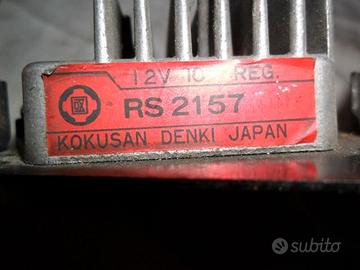 12V 10 REG.
RS 2157
KOKUSAN DENKI JAPAN
subito